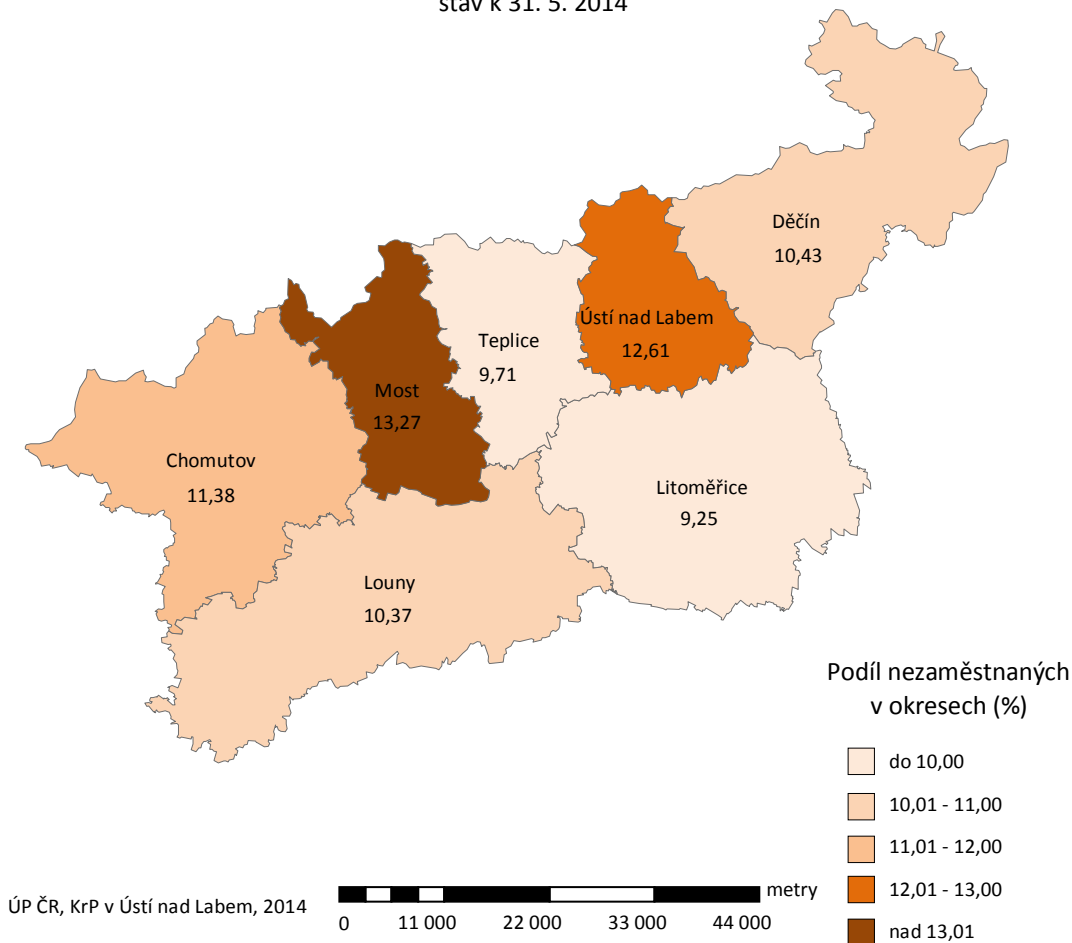 stav k 31. 5. 2014
Děčín
10,43
Ústí nad Labem
12,61
Teplice
9,71
Most
13,27
Chomutov
11,38
Litoměřice
9,25
Louny
10,37
Podíl nezaměstnaných
v okresech (%)
do 10,00
10,01 - 11,00
11,01 - 12,00
12,01 - 13,00
nad 13,01
ÚP ČR, KrP v Ústí nad Labem, 2014
metry
0 11 000 22 000 33 000 44 000